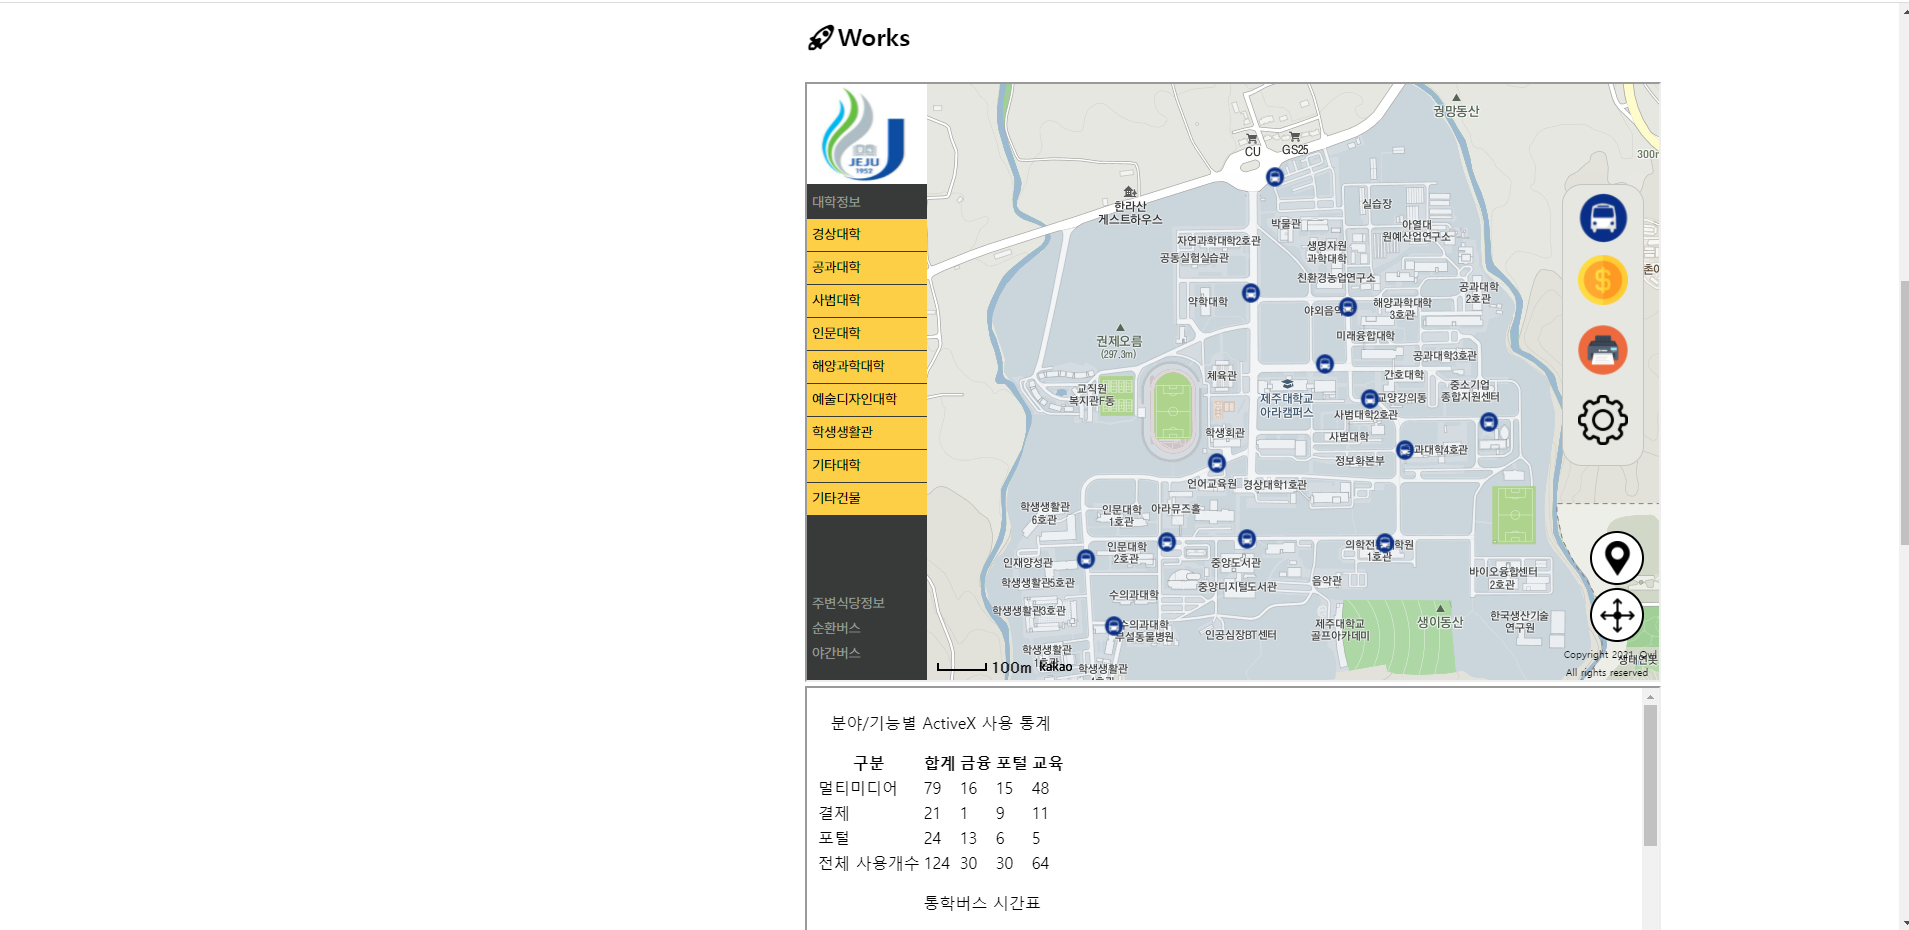 Works
JEJU
1952
대학정보
경상대학
공과대학
사범대학
인문대학
해양과학대학
예술디자인대학
학생생활관
기타대학
기타건물
주변식당정보
순환버스
야간버스
궝망동산
CU
GS25
300m
한라산
게스트하우스
실습장
박물관
아열대
원예산업연구소
자연과학대학2호관
생명자원
과학대학
공동실험실습관
친환경농업연구소
촌이
공과대학
2호관
약학대학
해양과학대학
3호관
야외음악
미래융합대학
권제오름
(297.3m)
공과대학3호관
체육관
간호대학
교직원
복지관F동
제주대학교
아라캠퍼스
중소기업
종합지원센터
교양강의동
사범대학2호관
학생회관
사범대학
과대학4호관
정보화본부
언어교육원
경상대학1호관
학생생활관
6호관
인문대학
1호관
아라뮤즈홀
인문대학
2호관
의학전
학원
1호관
인재양성관
중앙도서관
바이오융합센터
2호관
학생생활관5호관
중앙디지털도서관
음악관
수의과대학
학생생활관3호관
수의과대학
부설동물병원
인공심장BT센터
제주대학교
골프아카데미
생이동산
한국생산기술
연구원
학생생활관
1호관
학생생활관
100m
kakao
Copyright 2021. Owl
All rights reserved
생태연못
분야/기능별 ActiveX 사용 통계
구분 합계 금융 포털 교육
멀티미디어 79 16 15 48
결제 21 1 9 11
포털 24 13 6 5
전체 사용개수 124 30 30 64
통학버스 시간표